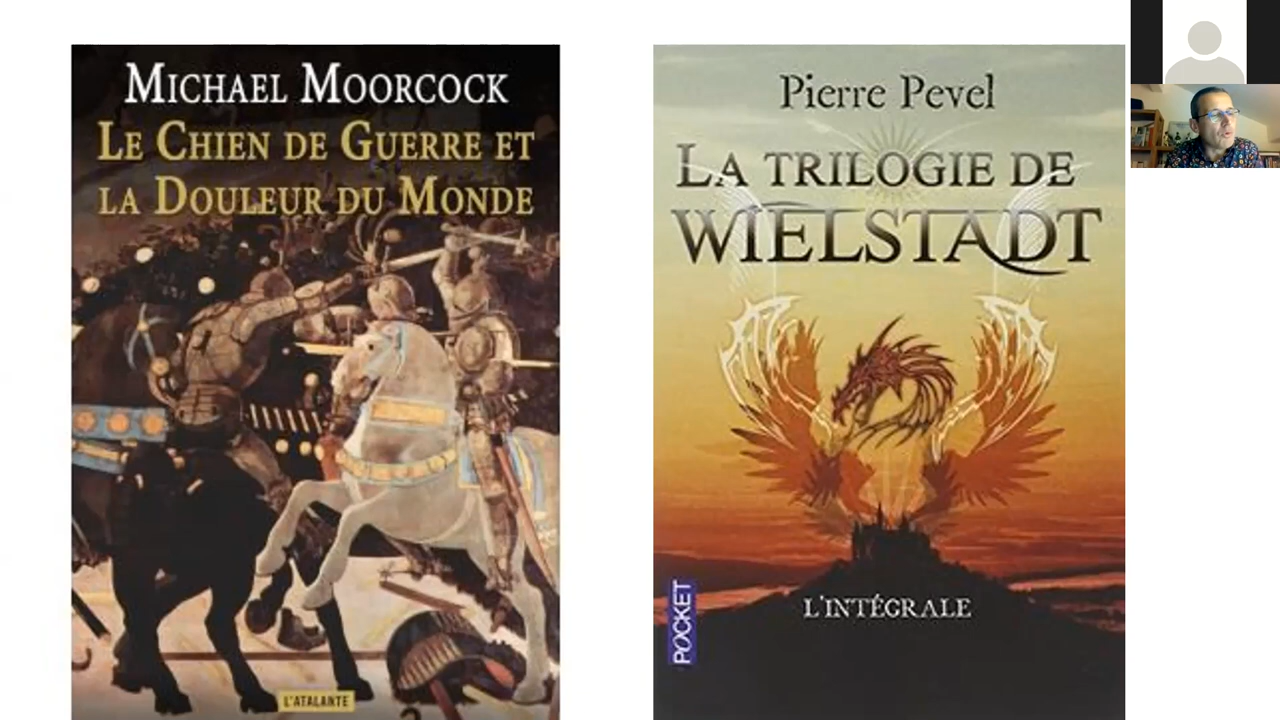 MICHAEL MOORCOCK
LE CHIEN DE GUERRE ET
LA DOULEUR DU MONDE
L'ATALANTE
Pierre Pevel
LA TRILOGIE DE
WIELSTADT
L'INTÉGRALE
POCKET